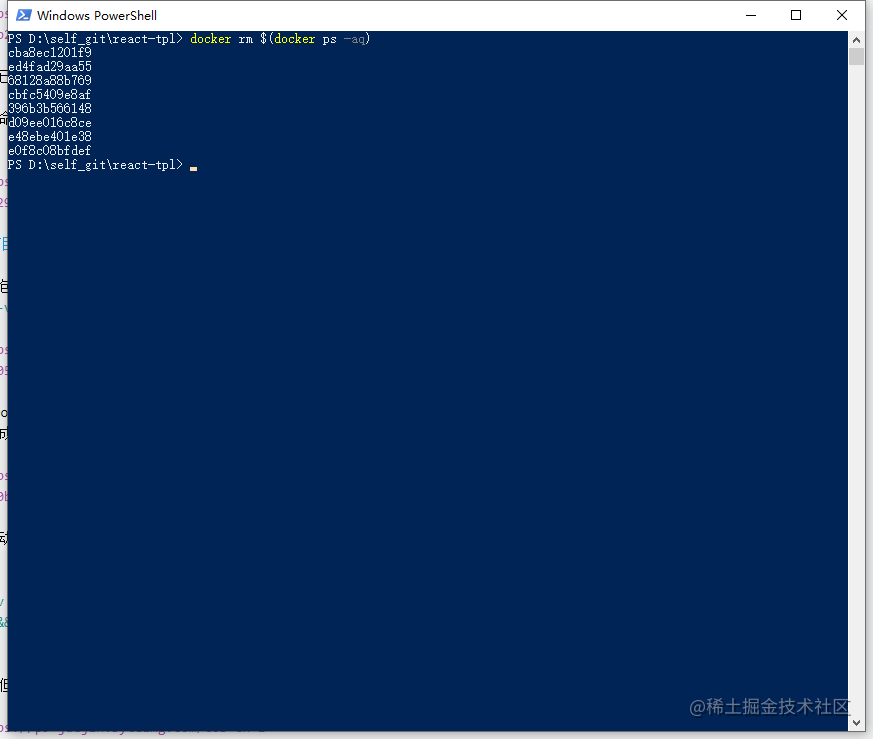 Windows PowerShell
PS D:\self_git\react-tpl> docker rm $(docker ps -aq)
cba8ec1201f9
ed4fad29aa55
68128a88b769
cbfc5409e8af
396b3b566148
d09ee016c8ce
e48ebe401e38
e0f8c08bfdef
PS D:\self_git\react-tpl>
@稀土掘金技术社区